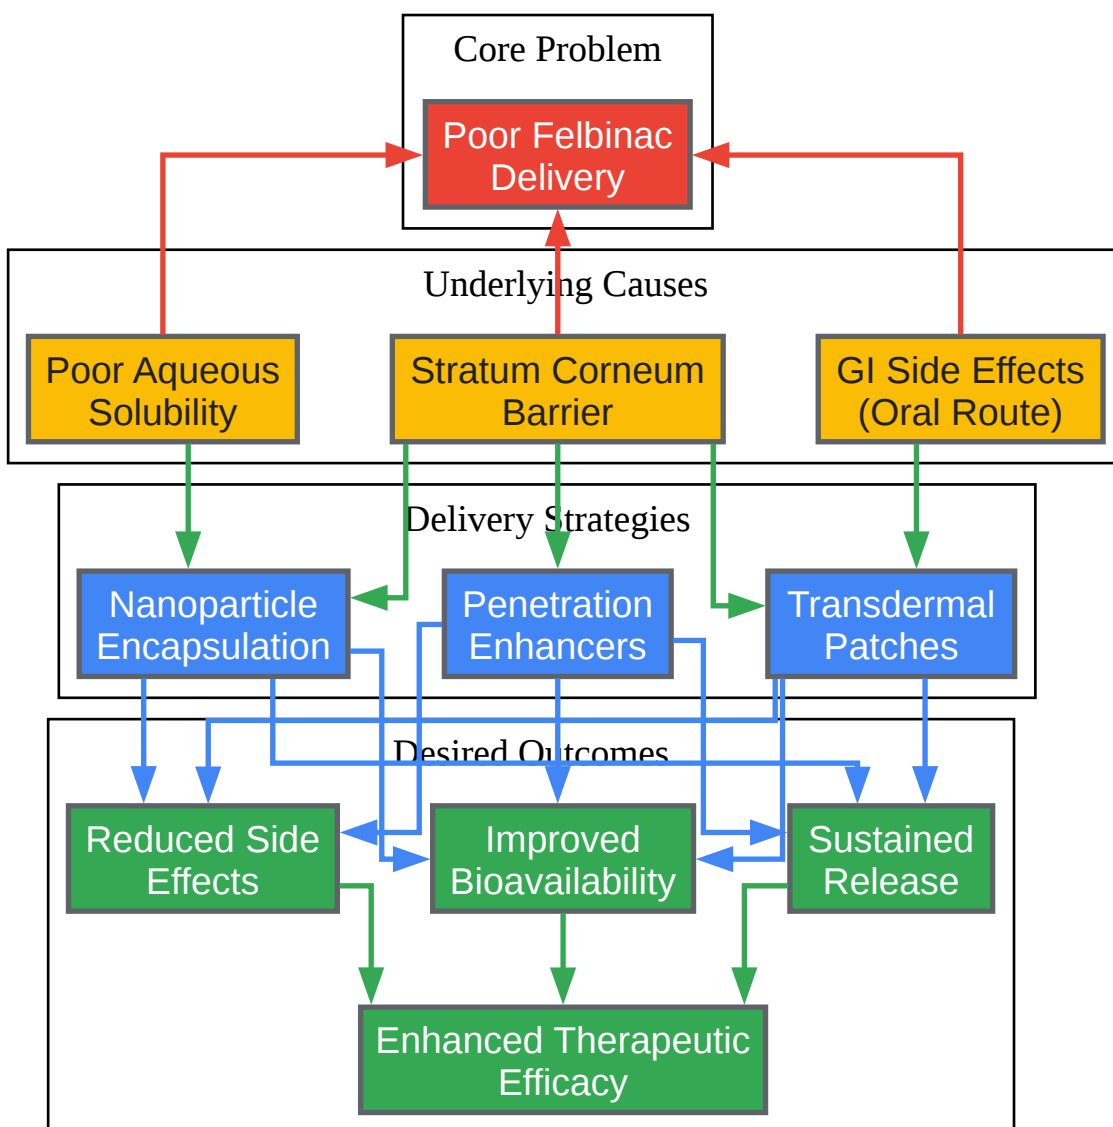 Core Problem
Poor Felbinac
Delivery
Underlying Causes
Poor Aqueous
Solubility
Stratum Corneum
Barrier
GI Side Effects
(Oral Route)
Delivery Strategies
Nanoparticle
Encapsulation
Penetration
Enhancers
Transdermal
Patches
Desired Outcomes
Reduced Side
Effects
Improved
Bioavailability
Sustained
Release
Enhanced Therapeutic
Efficacy